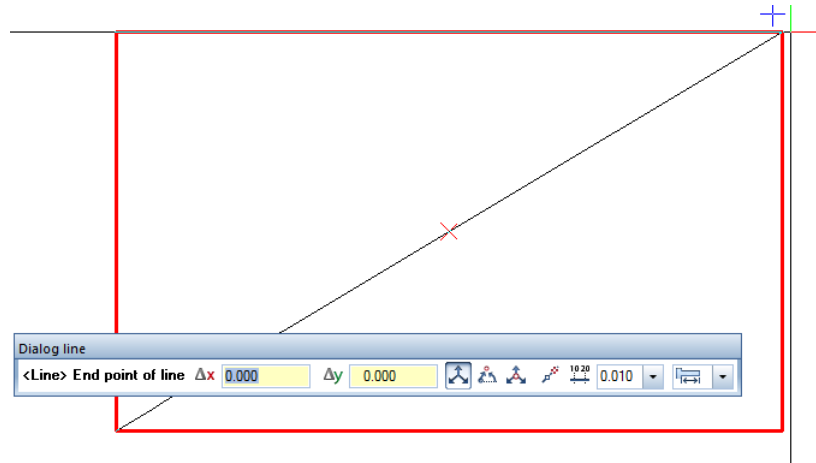 Dialog line
<Line> End point of line Δx 0.000 Δy 0.000 10 20 0.010